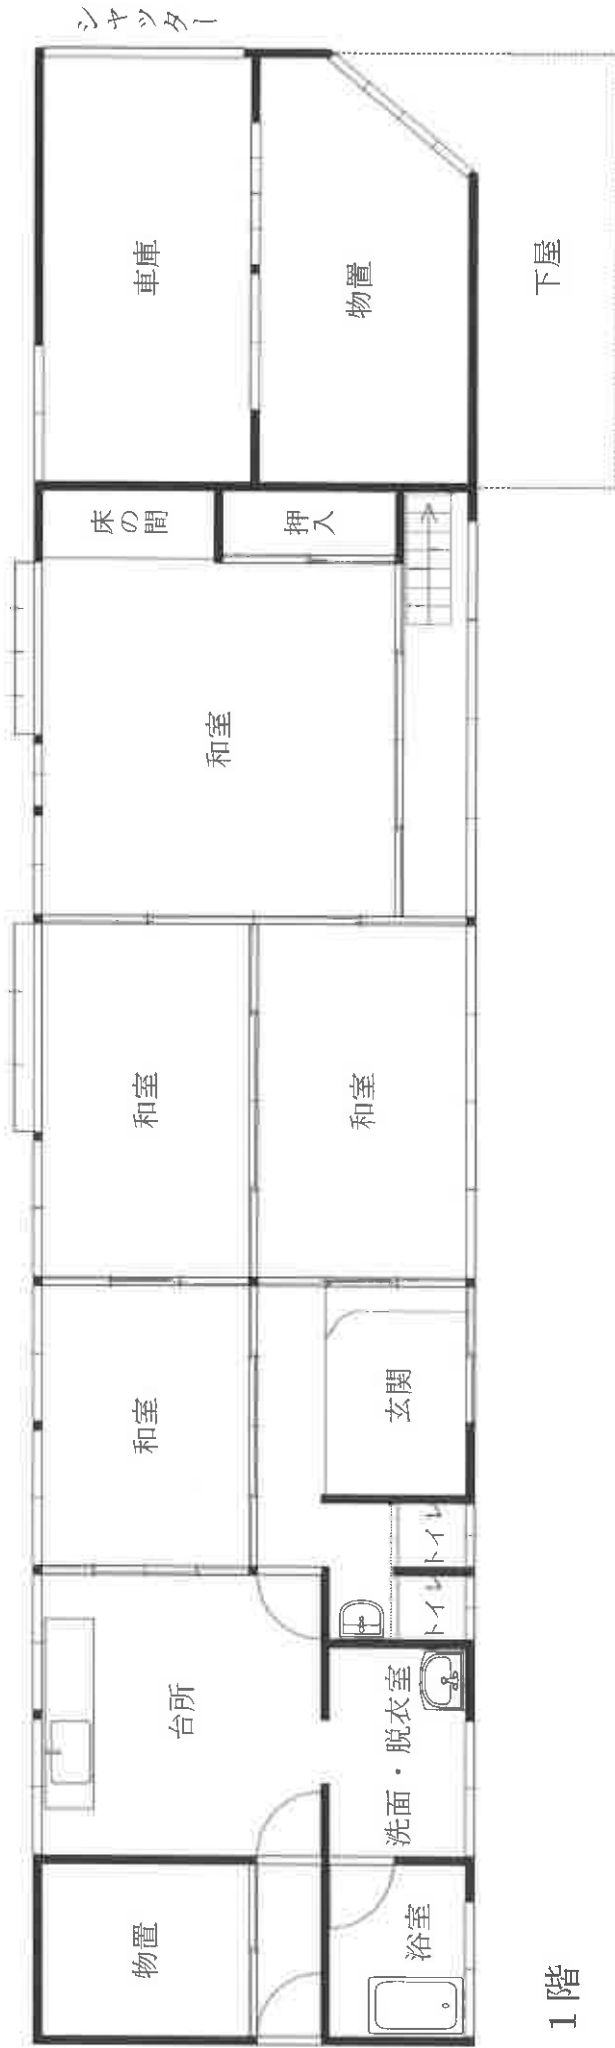 シャッター
車庫
物置
下屋
床の間
押入
和室
和室
和室
和室
玄関
トイレ
トイレ
台所
洗面・脱衣室
物置
浴室
1階